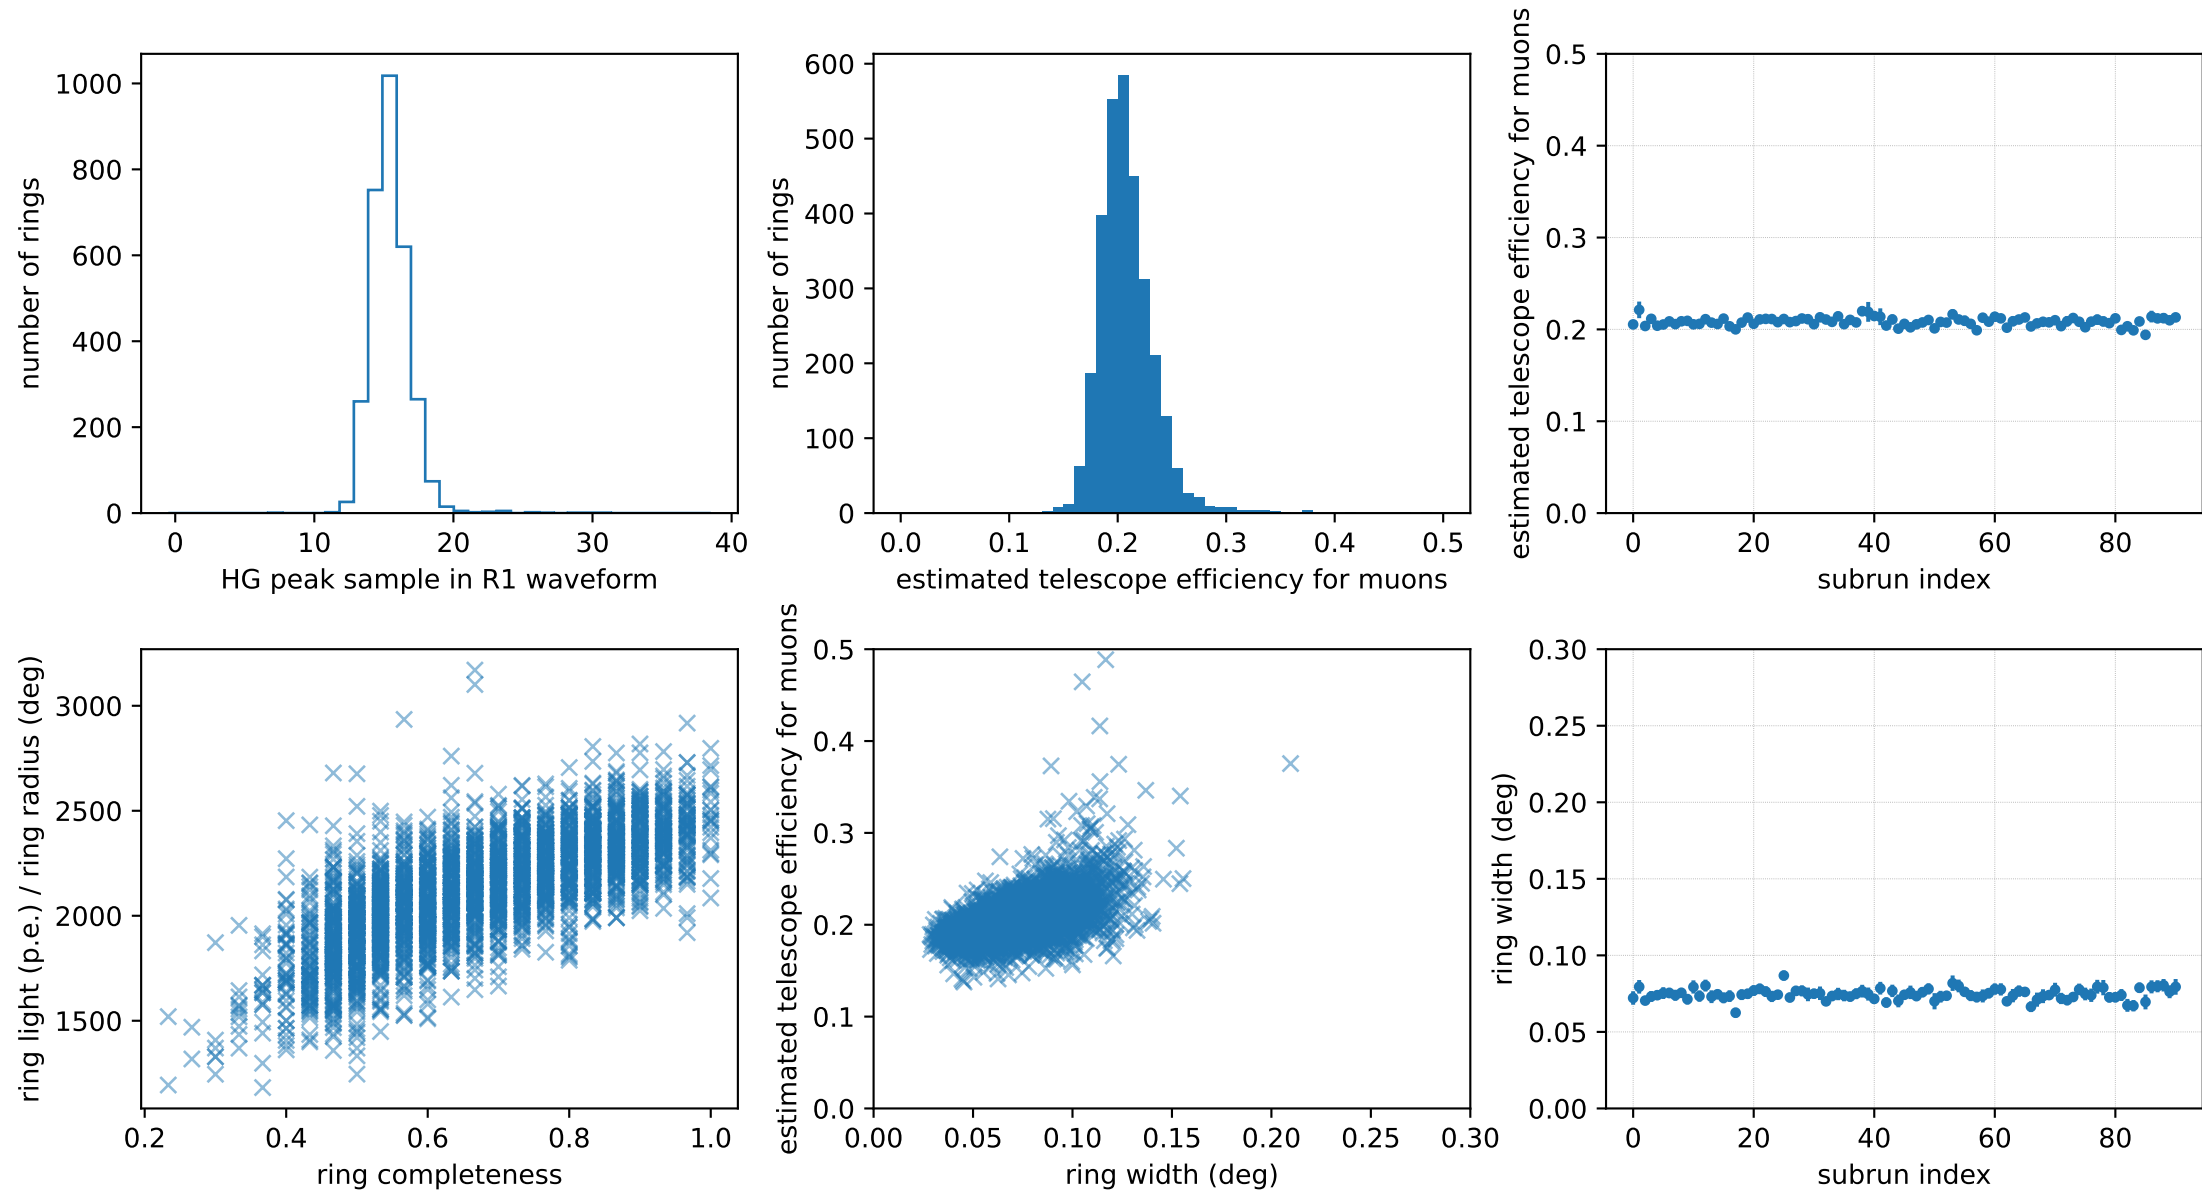 number of rings
1000
800
600
400
200
0
0 10 20 30 40
HG peak sample in R1 waveform
number of rings
600
500
400
300
200
100
0
0.0 0.1 0.2 0.3 0.4 0.5
estimated telescope efficiency for muons
estimated telescope efficiency for muons
0.5
0.4
0.3
0.2
0.1
0.0
0 20 40 60 80
subrun index
ring light (p.e.) / ring radius (deg)
3000
2500
2000
1500
0.2 0.4 0.6 0.8 1.0
ring completeness
estimated telescope efficiency for muons
0.5
0.4
0.3
0.2
0.1
0.0
0.00 0.05 0.10 0.15 0.20 0.25 0.30
ring width (deg)
ring width (deg)
0.30
0.25
0.20
0.15
0.10
0.05
0.00
0 20 40 60 80
subrun index